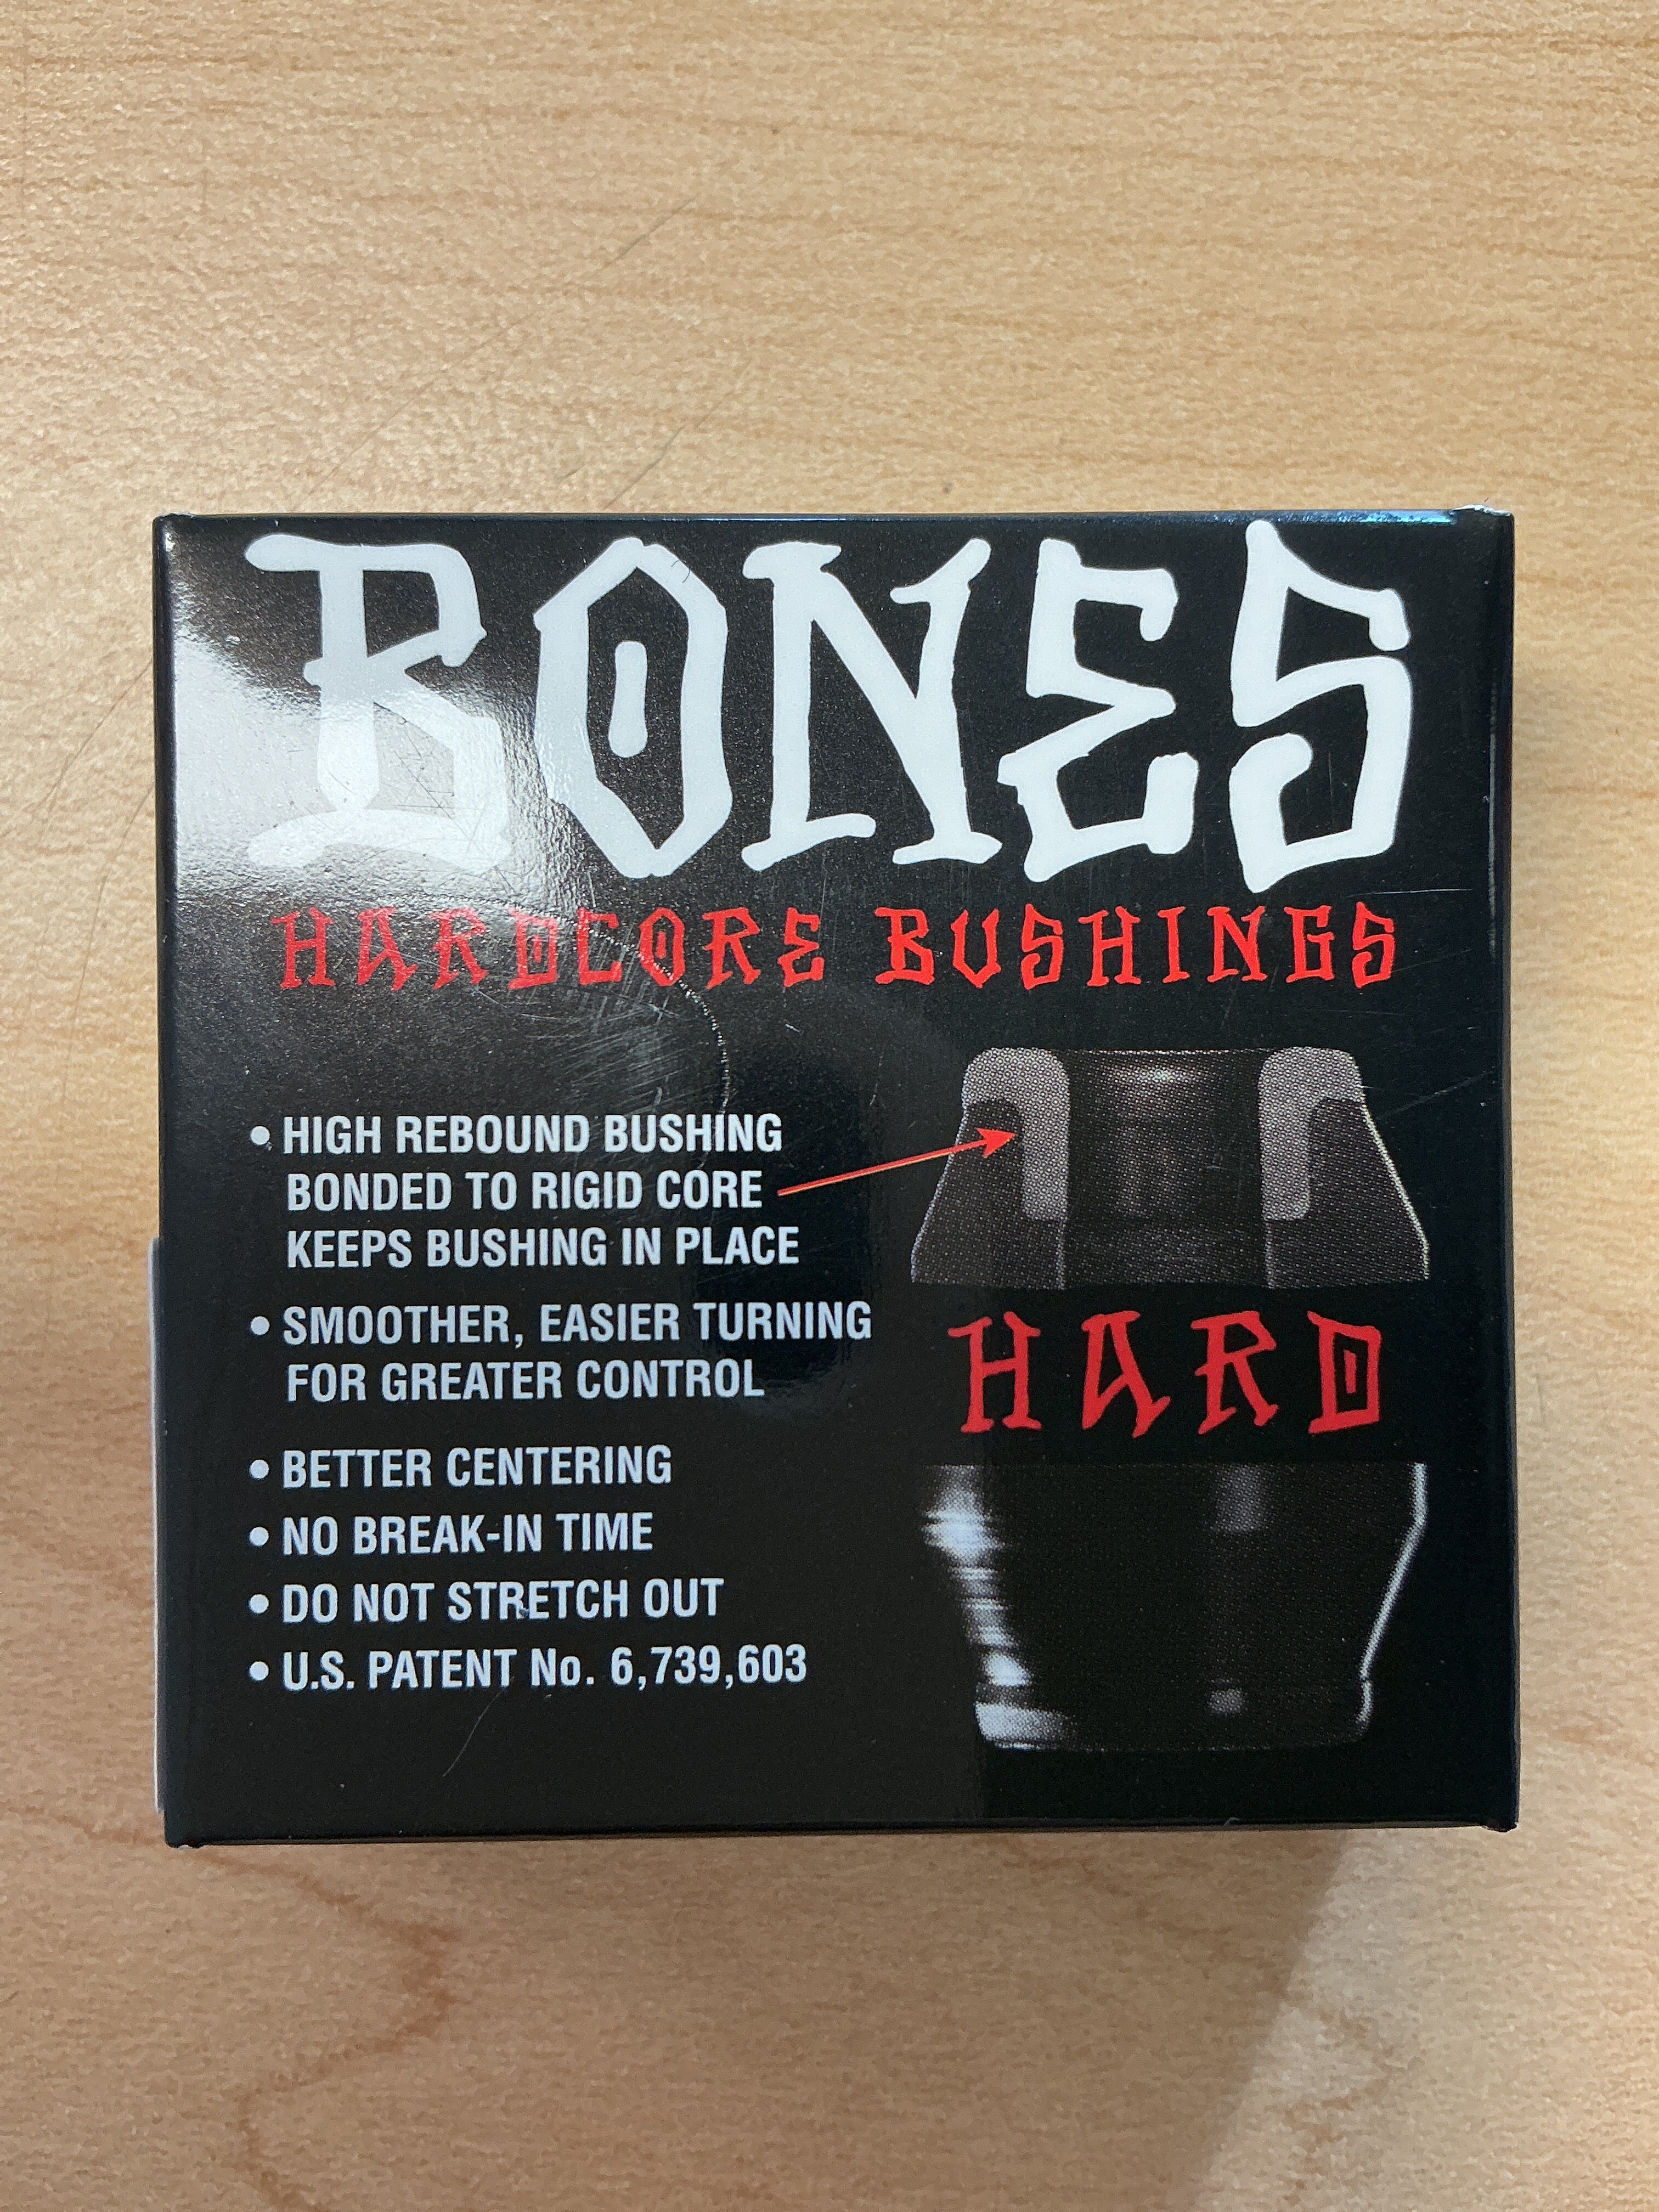 BONES
HARDCORE BUSHINGS
• HIGH REBOUND BUSHING
BONDED TO RIGID CORE
KEEPS BUSHING IN PLACE
• SMOOTHER, EASIER TURNING
FOR GREATER CONTROL
• BETTER CENTERING
• NO BREAK-IN TIME
• DO NOT STRETCH OUT
• U.S. PATENT No. 6,739,603
HARD